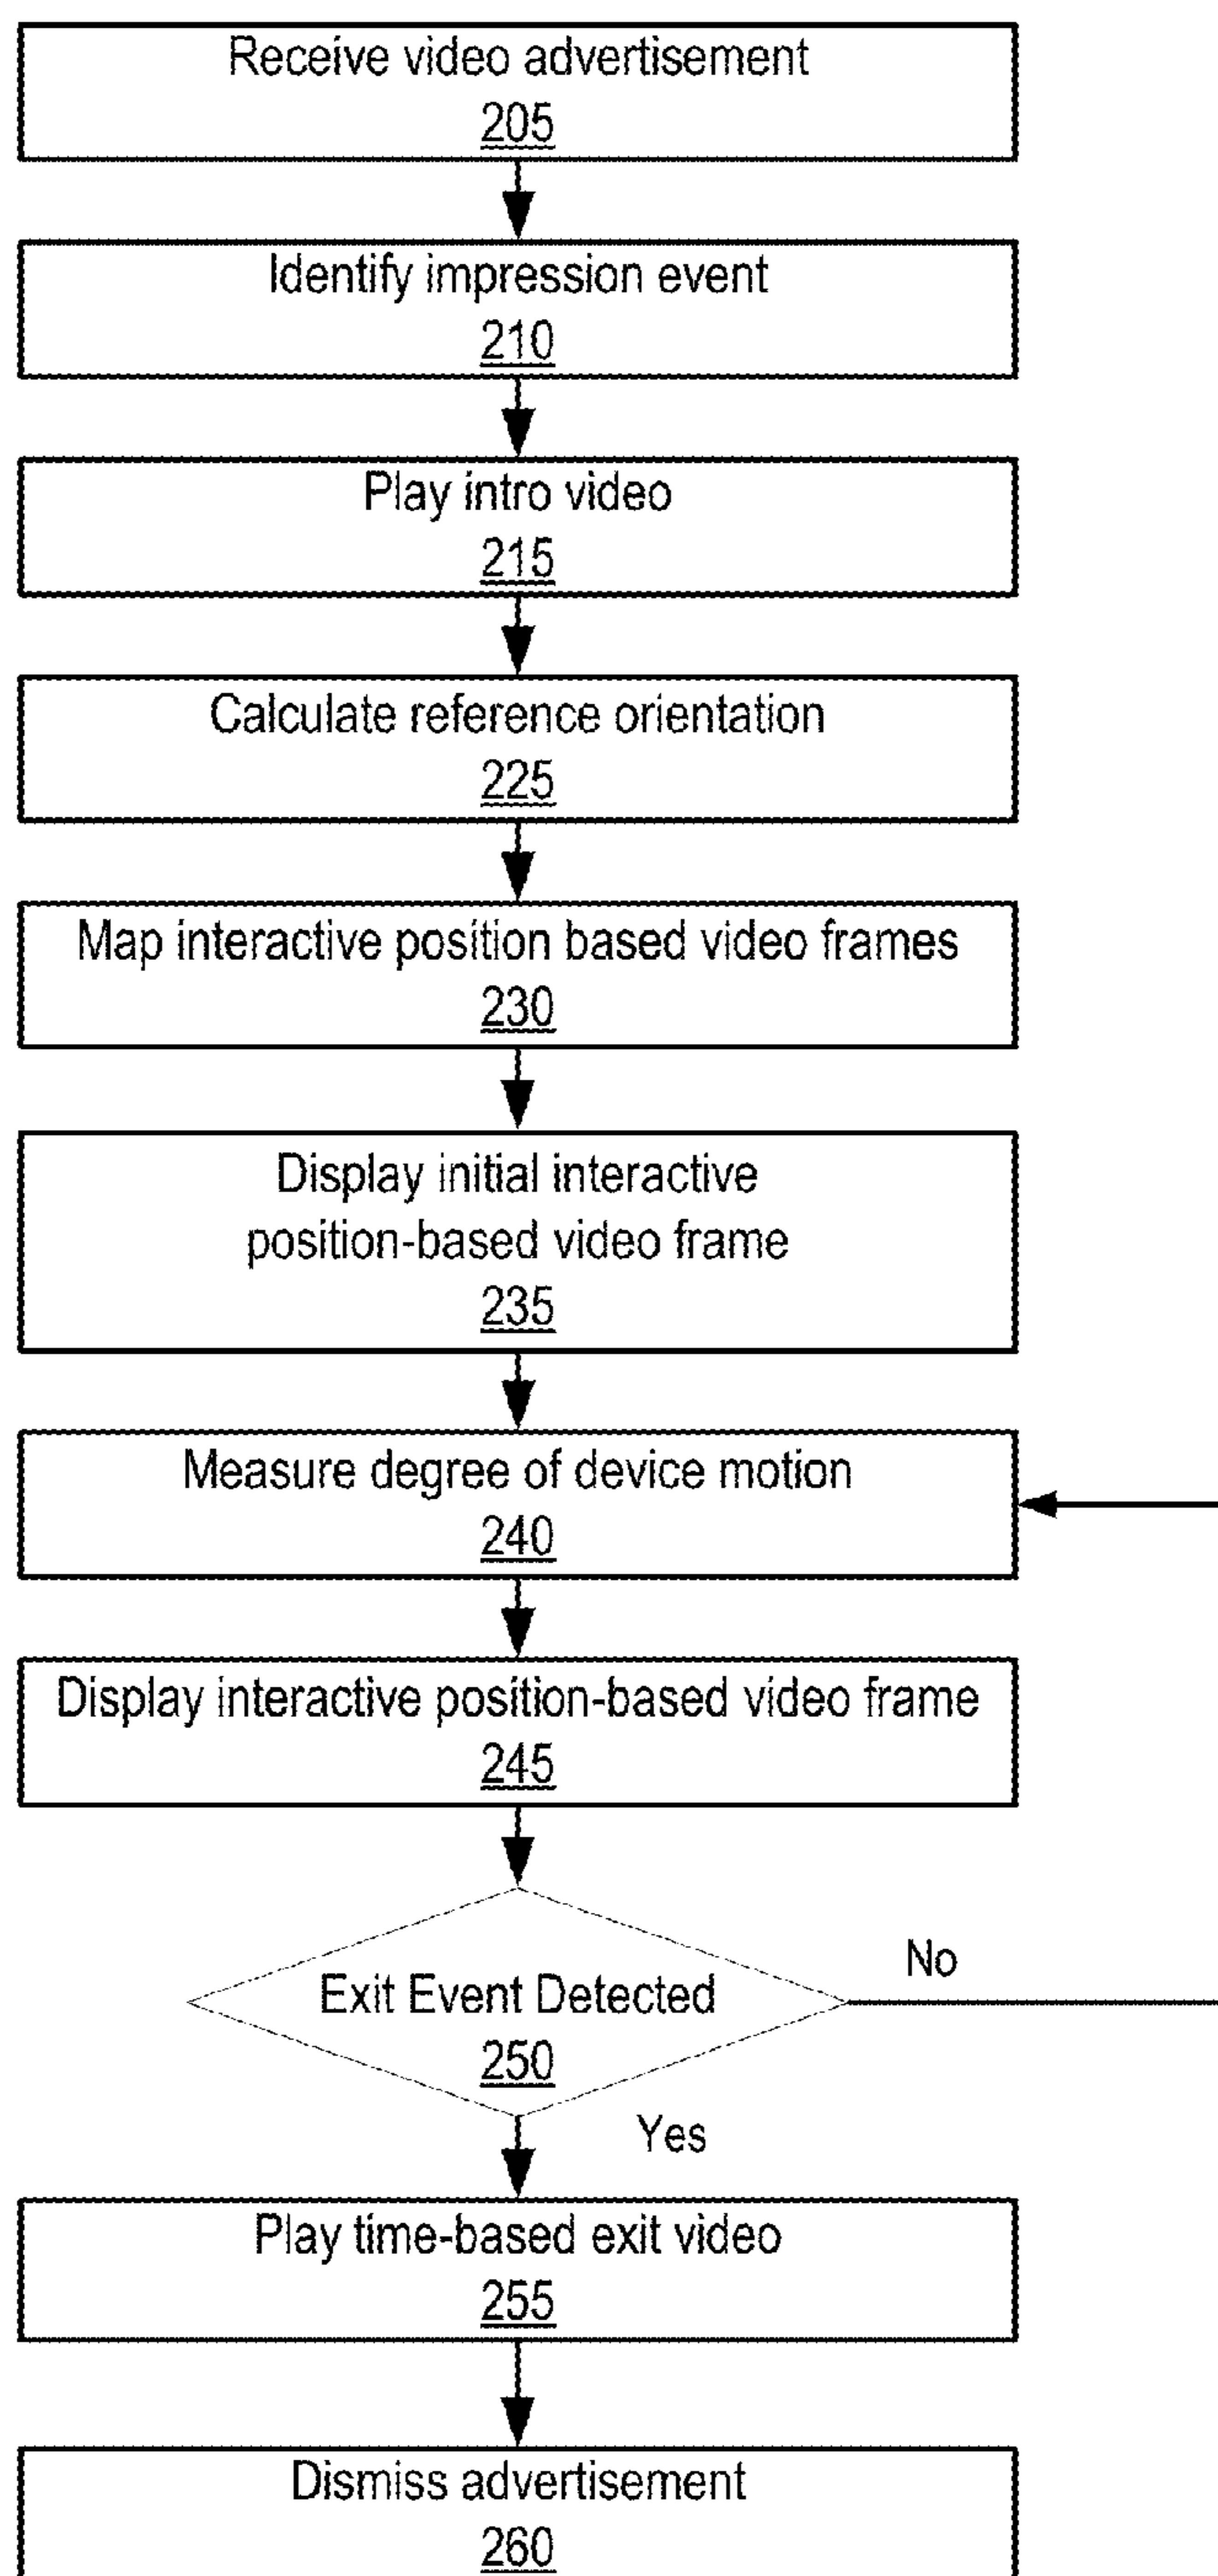 Receive video advertisement
205
Identify impression event
210
Play intro video
215
Calculate reference orientation
225
Map interactive position based video frames
230
Display initial interactive
position-based video frame
235
Measure degree of device motion
240
Display interactive position-based video frame
245
No
Exit Event Detected
250
Yes
Play time-based exit video
255
Dismiss advertisement
260